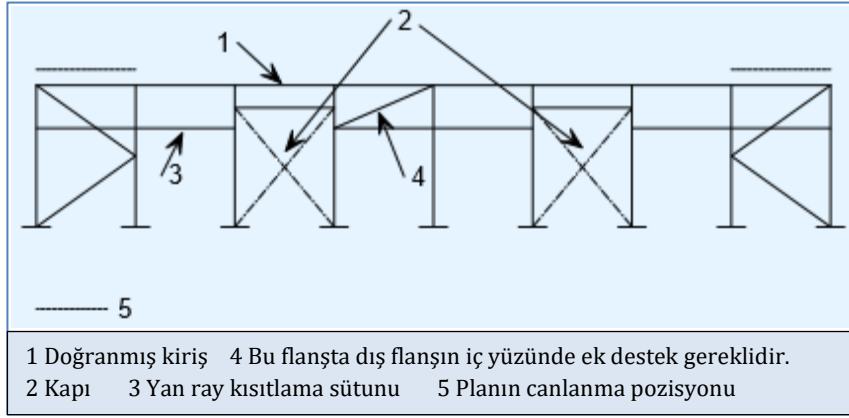 1
2
3
4
5
1 Doğranmış kiriş 4 Bu flanşta dış flanşın iç yüzünde ek destek gereklidir.
2 Kapı 3 Yan ray kısıtlama sütunu 5 Planın canlanma pozisyonu